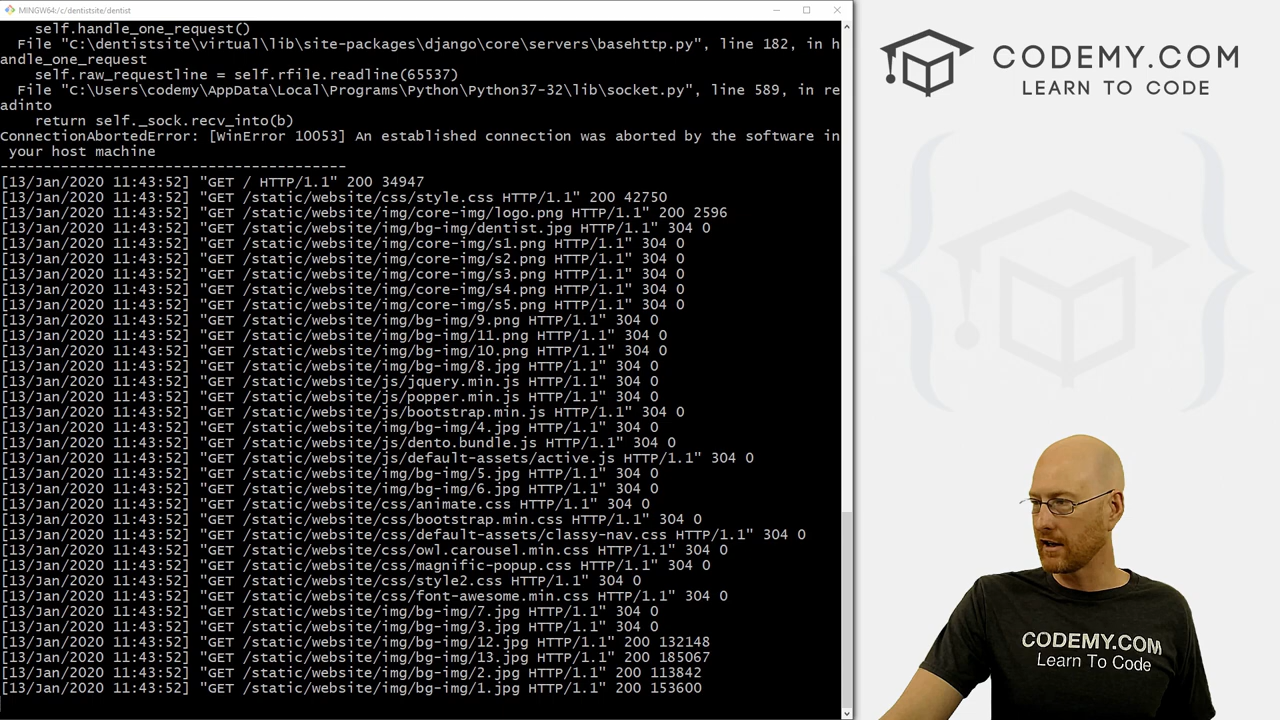 MINGW64:/c/dentistsite/dentist
self.handle_one_request()
File "C:\dentistsite\virtual\lib\site-packages\django\core\servers\basehttp.py", line 182, in h
andle_one_request
self.raw_requestline = self.rfile.readline(65537)
File "C:\Users\codemy\AppData\Local\Programs\Python\Python37-32\lib\socket.py", line 589, in re
adinto
return self._sock.recv_into(b)
ConnectionAbortedError: [WinError 10053] An established connection was aborted by the software in
your host machine
----------------------------------------
[13/Jan/2020 11:43:52] "GET / HTTP/1.1" 200 34947
[13/Jan/2020 11:43:52] "GET /static/website/css/style.css HTTP/1.1" 200 42750
[13/Jan/2020 11:43:52] "GET /static/website/img/core-img/logo.png HTTP/1.1" 200 2596
[13/Jan/2020 11:43:52] "GET /static/website/img/bg-img/dentist.jpg HTTP/1.1" 304 0
[13/Jan/2020 11:43:52] "GET /static/website/img/core-img/s1.png HTTP/1.1" 304 0
[13/Jan/2020 11:43:52] "GET /static/website/img/core-img/s2.png HTTP/1.1" 304 0
[13/Jan/2020 11:43:52] "GET /static/website/img/core-img/s3.png HTTP/1.1" 304 0
[13/Jan/2020 11:43:52] "GET /static/website/img/core-img/s4.png HTTP/1.1" 304 0
[13/Jan/2020 11:43:52] "GET /static/website/img/core-img/s5.png HTTP/1.1" 304 0
[13/Jan/2020 11:43:52] "GET /static/website/img/bg-img/9.png HTTP/1.1" 304 0
[13/Jan/2020 11:43:52] "GET /static/website/img/bg-img/11.png HTTP/1.1" 304 0
[13/Jan/2020 11:43:52] "GET /static/website/img/bg-img/10.png HTTP/1.1" 304 0
[13/Jan/2020 11:43:52] "GET /static/website/img/bg-img/8.jpg HTTP/1.1" 304 0
[13/Jan/2020 11:43:52] "GET /static/website/js/jquery.min.js HTTP/1.1" 304 0
[13/Jan/2020 11:43:52] "GET /static/website/js/popper.min.js HTTP/1.1" 304 0
[13/Jan/2020 11:43:52] "GET /static/website/js/bootstrap.min.js HTTP/1.1" 304 0
[13/Jan/2020 11:43:52] "GET /static/website/img/bg-img/4.jpg HTTP/1.1" 304 0
[13/Jan/2020 11:43:52] "GET /static/website/js/dento.bundle.js HTTP/1.1" 304 0
[13/Jan/2020 11:43:52] "GET /static/website/js/default-assets/active.js HTTP/1.1" 304 0
[13/Jan/2020 11:43:52] "GET /static/website/img/bg-img/5.jpg HTTP/1.1" 304 0
[13/Jan/2020 11:43:52] "GET /static/website/img/bg-img/6.jpg HTTP/1.1" 304 0
[13/Jan/2020 11:43:52] "GET /static/website/css/animate.css HTTP/1.1" 304 0
[13/Jan/2020 11:43:52] "GET /static/website/css/bootstrap.min.css HTTP/1.1" 304 0
[13/Jan/2020 11:43:52] "GET /static/website/css/default-assets/classy-nav.css HTTP/1.1" 304 0
[13/Jan/2020 11:43:52] "GET /static/website/css/owl.carousel.min.css HTTP/1.1" 304 0
[13/Jan/2020 11:43:52] "GET /static/website/css/magnific-popup.css HTTP/1.1" 304 0
[13/Jan/2020 11:43:52] "GET /static/website/css/style2.css HTTP/1.1" 304 0
[13/Jan/2020 11:43:52] "GET /static/website/css/font-awesome.min.css HTTP/1.1" 304 0
[13/Jan/2020 11:43:52] "GET /static/website/img/bg-img/7.jpg HTTP/1.1" 304 0
[13/Jan/2020 11:43:52] "GET /static/website/img/bg-img/3.jpg HTTP/1.1" 304 0
[13/Jan/2020 11:43:52] "GET /static/website/img/bg-img/12.jpg HTTP/1.1" 200 132148
[13/Jan/2020 11:43:52] "GET /static/website/img/bg-img/13.jpg HTTP/1.1" 200 185067
[13/Jan/2020 11:43:52] "GET /static/website/img/bg-img/2.jpg HTTP/1.1" 200 113842
[13/Jan/2020 11:43:52] "GET /static/website/img/bg-img/1.jpg HTTP/1.1" 200 153600
CODEMY.COM
LEARN TO CODE
CODEMY.COM
Learn To Code